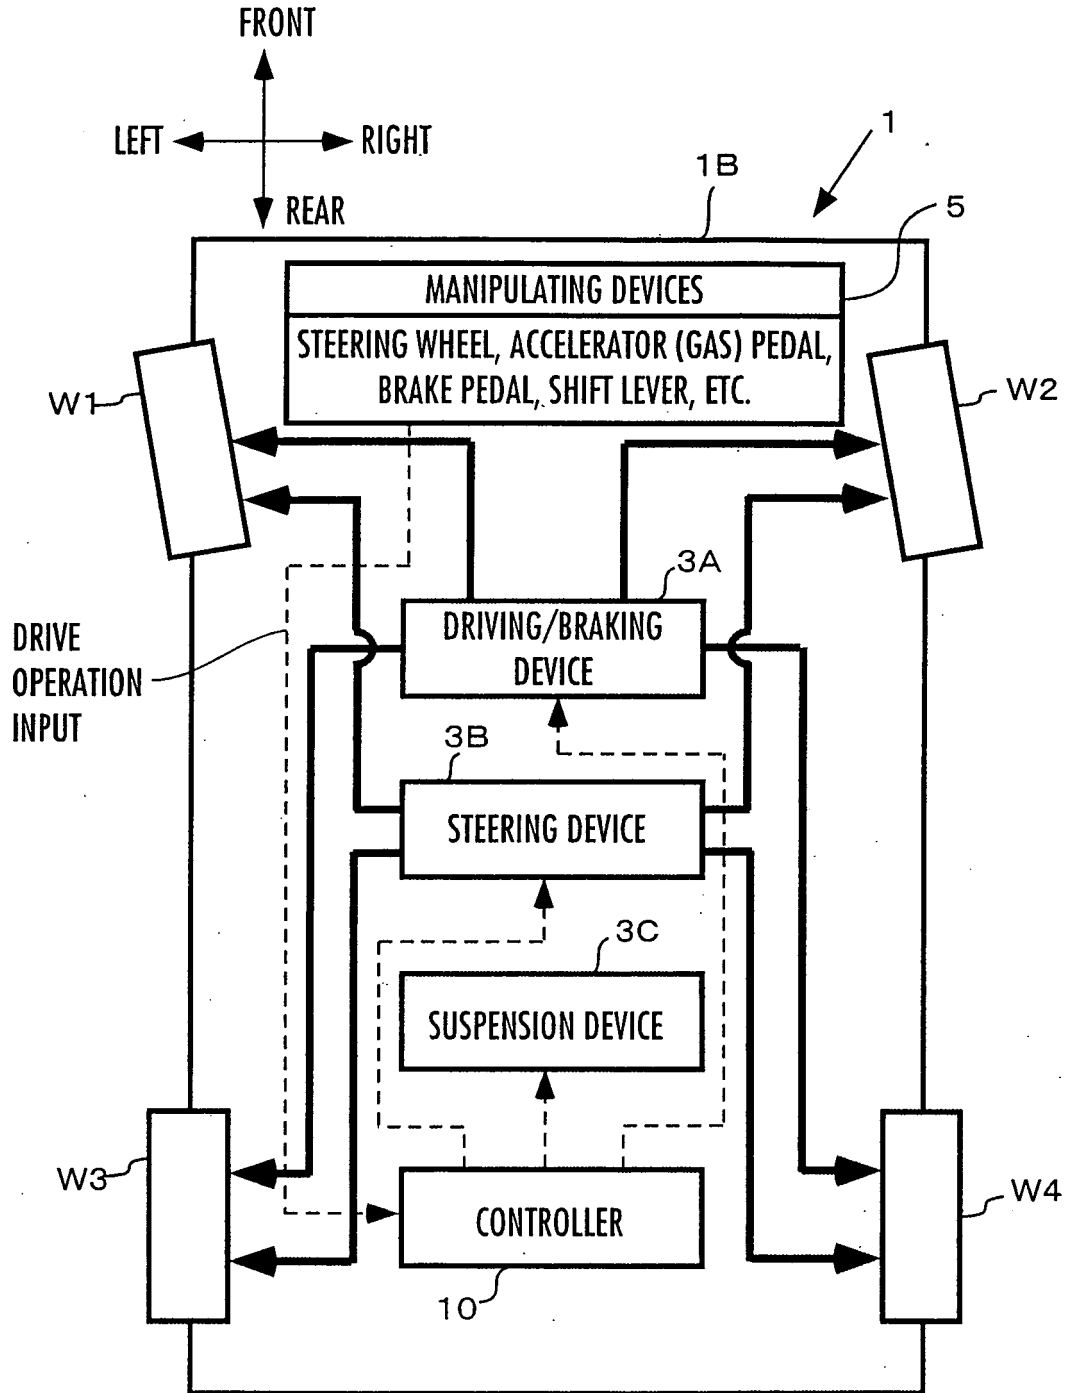 FRONT
LEFT
RIGHT
REAR
1
1B
5
MANIPULATING DEVICES
STEERING WHEEL, ACCELERATOR (GAS) PEDAL,
BRAKE PEDAL, SHIFT LEVER, ETC.
W1
W2
3A
DRIVING/BRAKING
DEVICE
DRIVE
OPERATION
INPUT
3B
STEERING DEVICE
3C
SUSPENSION DEVICE
W3
W4
CONTROLLER
10